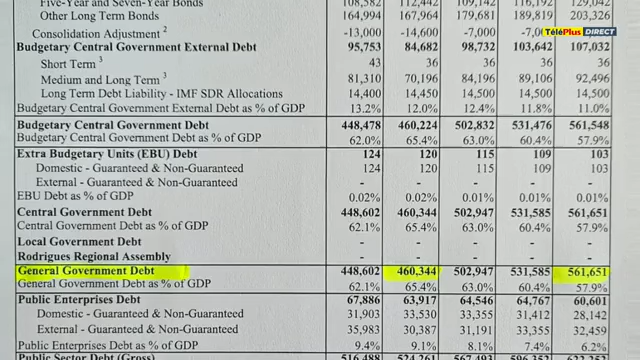 Five-Year and Seven-Year Bonds 108,582 112,442 109,142 116,192 129,042
Other Long Term Bonds 164,994 167,964 179,681 189,819 203,326
Consolidation Adjustment 2 -13,000 -14,600 -7,000
TéléPlus DIRECT
Budgetary Central Government External Debt 95,753 84,682 98,732 103,642 107,032
Short Term 3 43 36 36 36 36
Medium and Long Term 3 81,310 70,196 84,196 89,106 92,496
Long Term Debt Liability - IMF SDR Allocations 14,400 14,450 14,500 14,500 14,500
Budgetary Central Government External Debt as % of GDP 13.2% 12.0% 12.4% 11.8% 11.0%
Budgetary Central Government Debt 448,478 460,224 502,832 531,476 561,548
Budgetary Central Government Debt as % of GDP 62.0% 65.4% 63.0% 60.4% 57.9%
Extra Budgetary Units (EBU) Debt 124 120 115 109 103
Domestic - Guaranteed & Non-Guaranteed 124 120 115 109 103
External - Guaranteed & Non-Guaranteed - - - - -
EBU Debt as % of GDP 0.02% 0.02% 0.01% 0.01% 0.01%
Central Government Debt 448,602 460,344 502,947 531,585 561,651
Central Government Debt as % of GDP 62.1% 65.4% 63.0% 60.4% 57.9%
Local Government Debt - - - - -
Rodrigues Regional Assembly - - - - -
General Government Debt 448,602 460,344 502,947 531,585 561,651
General Government Debt as % of GDP 62.1% 65.4% 63.0% 60.4% 57.9%
Public Enterprises Debt 67,886 63,917 64,546 64,767 60,601
Domestic - Guaranteed & Non-Guaranteed 31,903 33,530 33,355 31,412 28,142
External - Guaranteed & Non-Guaranteed 35,983 30,387 31,191 33,355 32,459
Public Enterprises Debt as % of GDP 9.4% 9.1% 8.1% 7.4% 6.2%
Public Sector Debt (Gross) 516,488 524,261 567,493 596,352 622,252